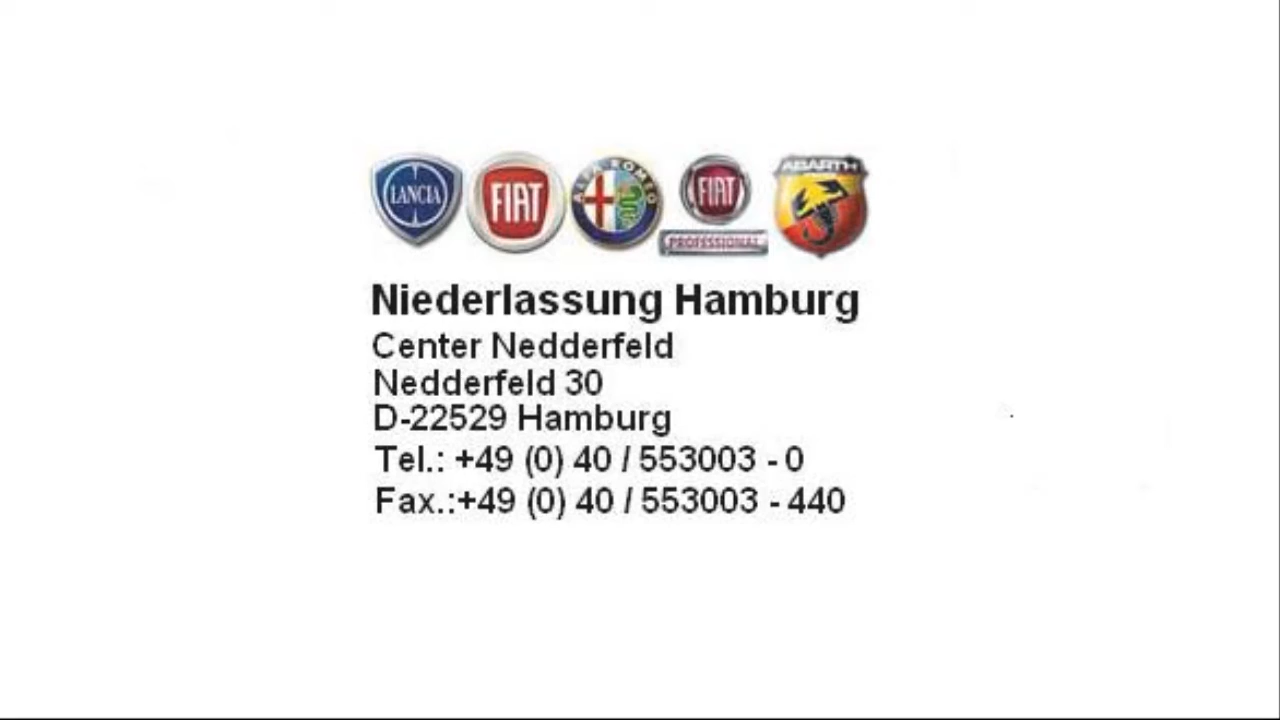 LANCIA FIAT ALFA ROMEO FIAT PROFESSIONAL ABARTH
Niederlassung Hamburg
Center Nedderfeld
Nedderfeld 30
D-22529 Hamburg
Tel.: +49 (0) 40 / 553003 - 0
Fax.:+49 (0) 40 / 553003 - 440